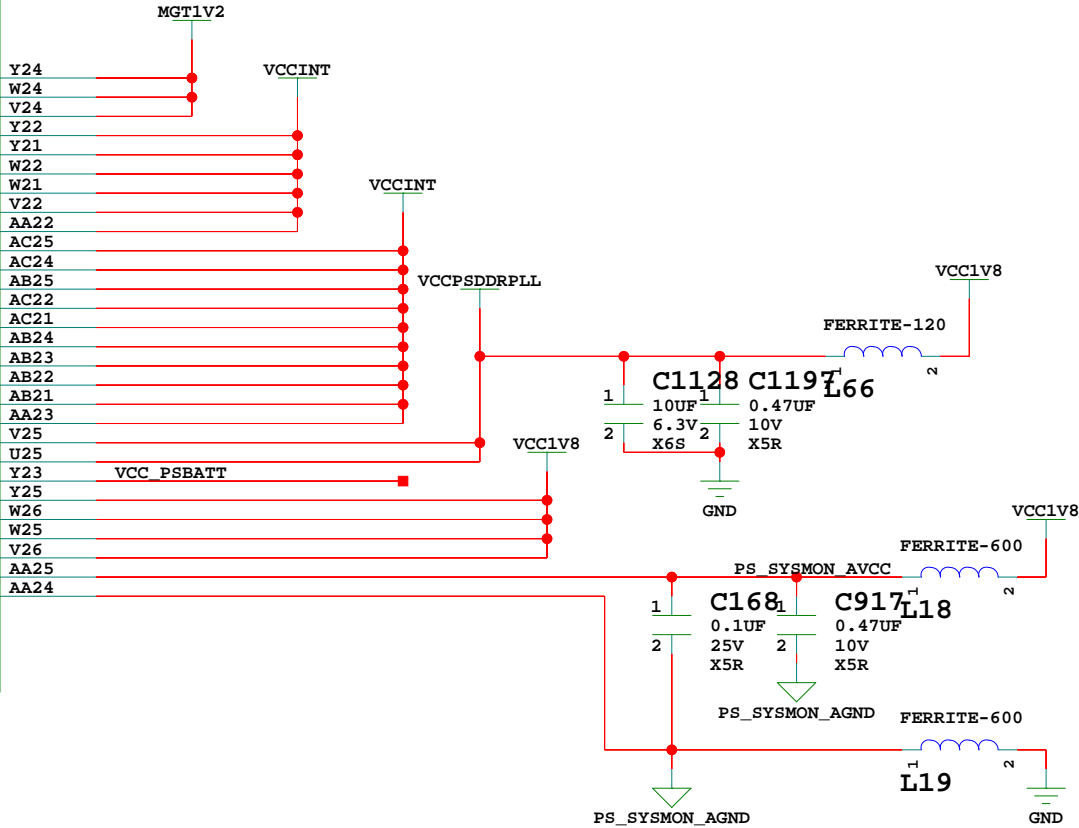 MGT1V2
Y24
VCCINT
W24
V24
Y22
Y21
W22
W21
VCCINT
V22
AA22
AC25
AC24
VCC1V8
AB25
VCCPSDDRPLL
AC22
AC21
FERRITE-120
AB24
AB23
1
2
AB22
C1128
C1197
L66
AB21
1
10UF
1
0.47UF
AA23
6.3V
10V
V25
2
X6S
2
X5R
VCC1V8
U25
Y23
VCC_PSBATT
Y25
W26
GND
VCC1V8
W25
V26
FERRITE-600
AA25
PS_SYSMON_AVCC
AA24
1
2
1
C168
1
C917
L18
0.1UF
0.47UF
2
25V
2
10V
X5R
X5R
PS_SYSMON_AGND
FERRITE-600
1
2
L19
PS_SYSMON_AGND
GND